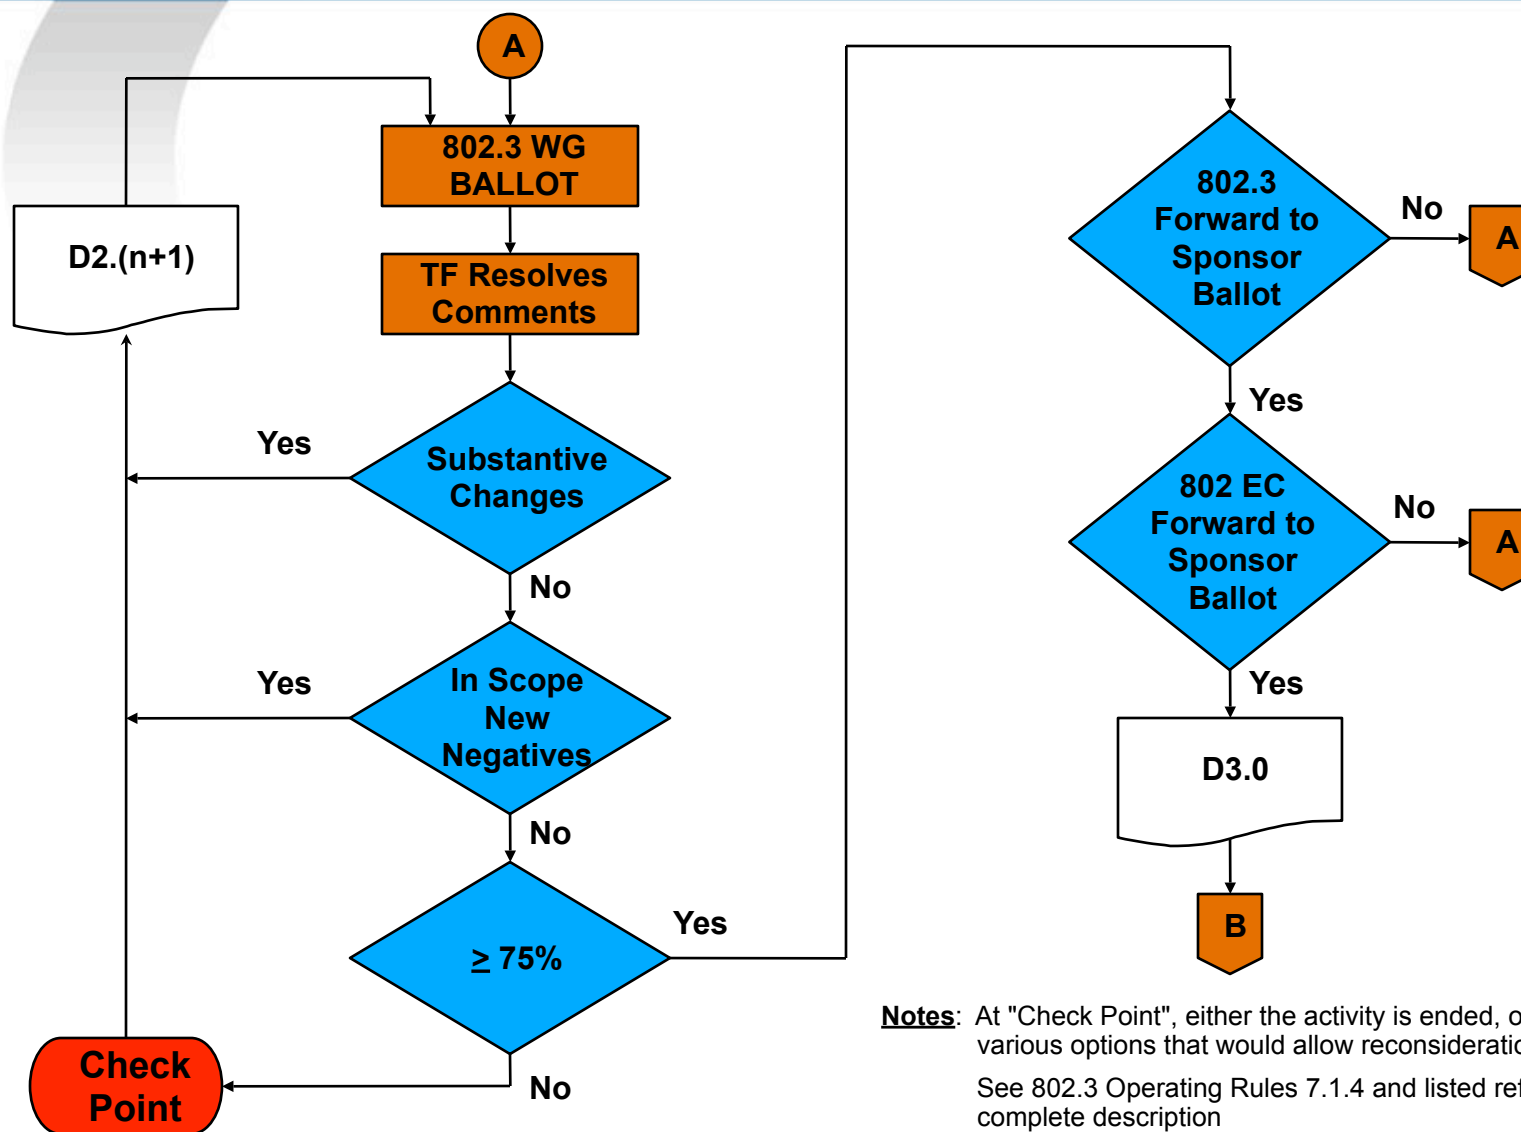 A
802.3 WG
BALLOT
D2.(n+1)
TF Resolves
Comments
Yes
Substantive
Changes
No
Yes
In Scope
New
Negatives
No
≥ 75%
Yes
No
Check
Point
802.3
Forward to
Sponsor
Ballot
No
A
Yes
802 EC
Forward to
Sponsor
Ballot
No
A
Yes
D3.0
B
Notes: At "Check Point", either the activity is ended, o
various options that would allow reconsideratio
See 802.3 Operating Rules 7.1.4 and listed ref
complete description